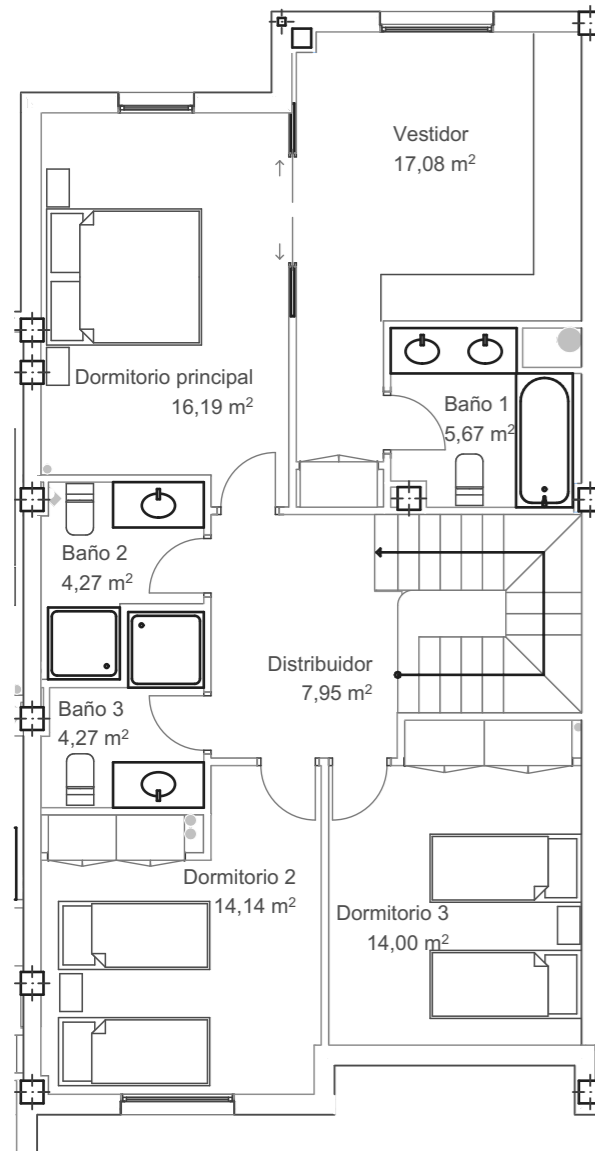 Vestidor
17,08 m²
Dormitorio principal
16,19 m²
Baño 1
5,67 m²
Baño 2
4,27 m²
Distribuidor
7,95 m²
Baño 3
4,27 m²
Dormitorio 2
14,14 m²
Dormitorio 3
14,00 m²